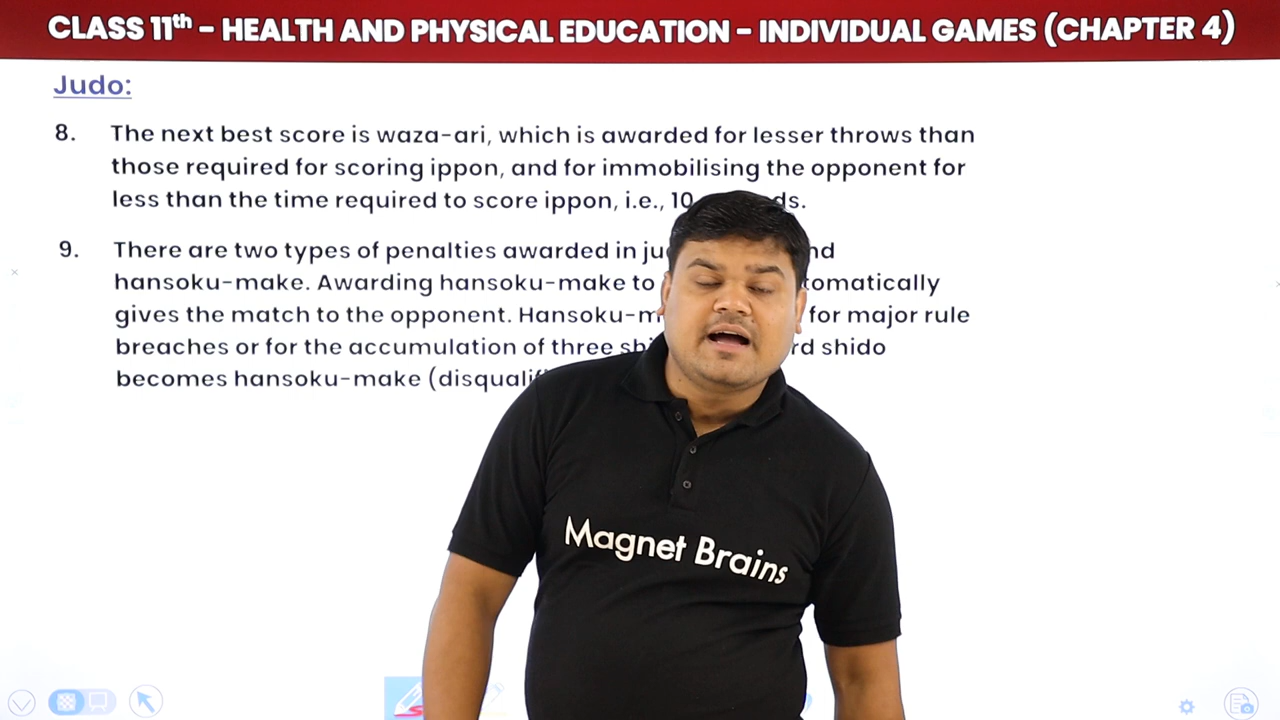 CLASS 11th – HEALTH AND PHYSICAL EDUCATION – INDIVIDUAL GAMES (CHAPTER 4)
Judo:
8. The next best score is waza-ari, which is awarded for lesser throws than
those required for scoring ippon, and for immobilising the opponent for
less than the time required to score ippon, i.e., 10
9. There are two types of penalties awarded in
hansoku-make. Awarding hansoku-make to
gives the match to the opponent. for major rule
breaches or for the accumulation of three shido
becomes hansoku-make
Magnet Brains